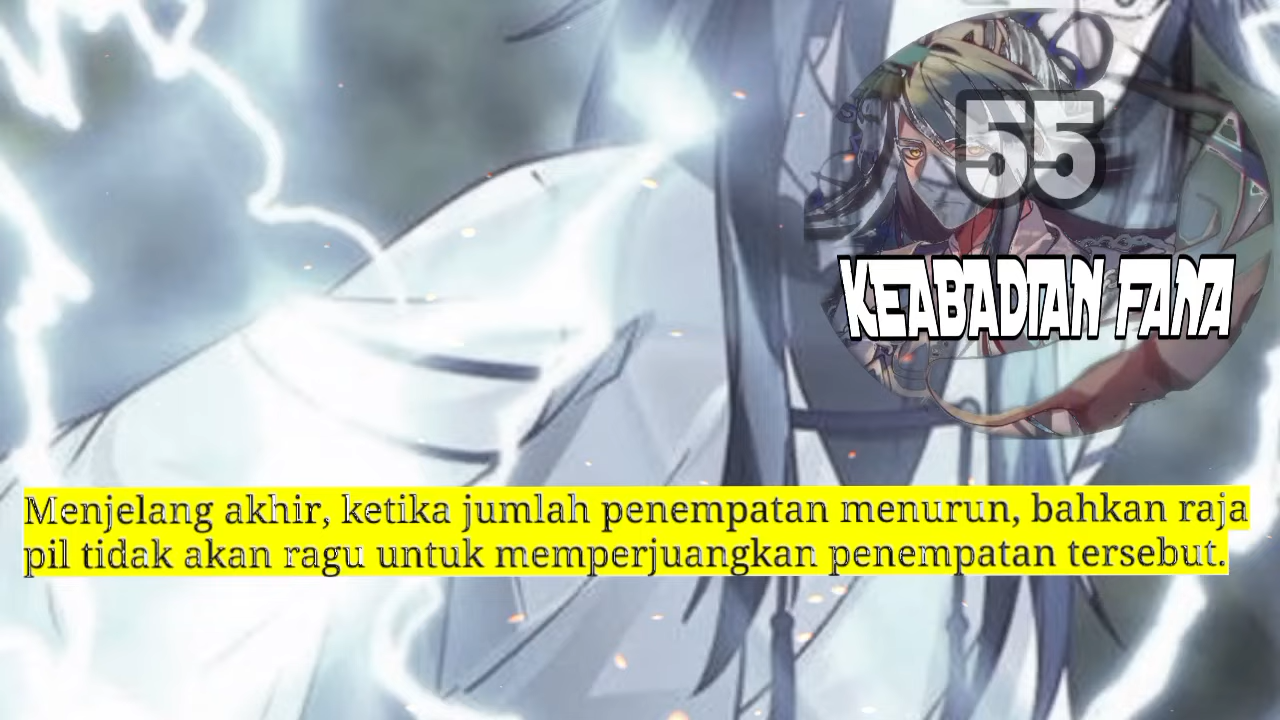 55
KEABADIAN FANA
Menjelang akhir, ketika jumlah penempatan menurun, bahkan raja
pil tidak akan ragu untuk memperjuangkan penempatan tersebut.